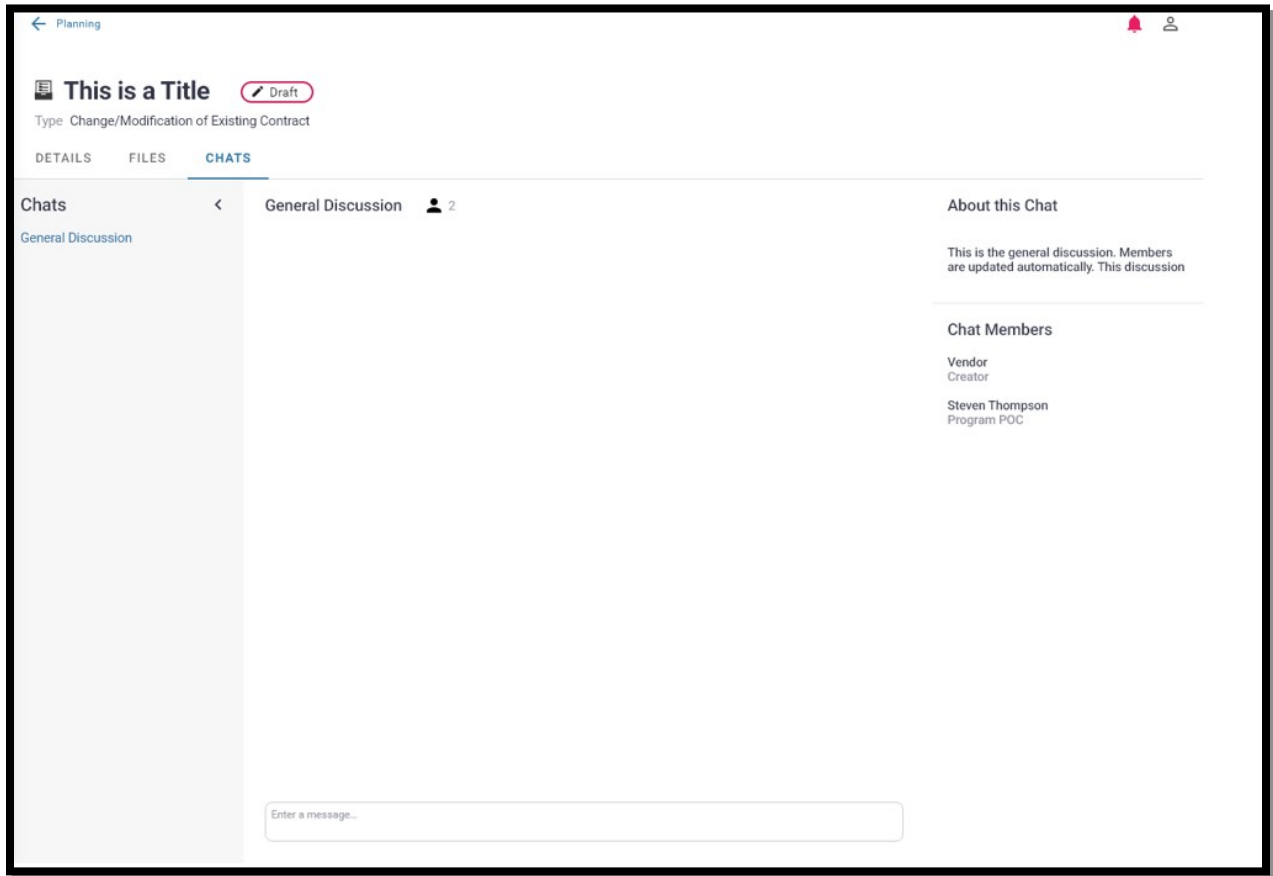 Planning
This is a Title
Draft
Type Change/Modification of Existing Contract
DETAILS FILES CHATS
Chats
General Discussion
General Discussion 2
Enter a message...
About this Chat
This is the general discussion. Members
are updated automatically. This discussion
Chat Members
Vendor
Creator
Steven Thompson
Program POC